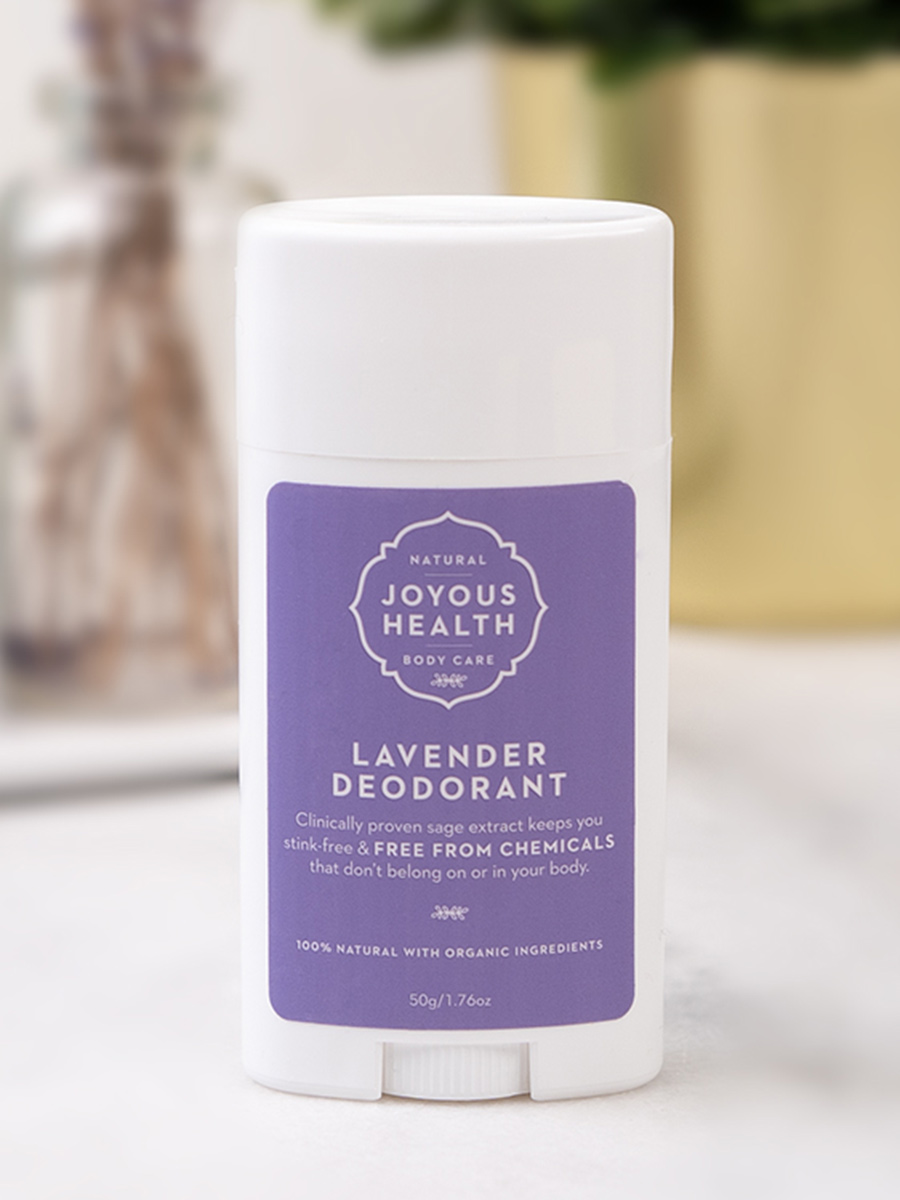 NATURAL
JOYOUS
HEALTH
BODY CARE
LAVENDER
DEODORANT
Clinically proven sage extract keeps you
stink-free & FREE FROM CHEMICALS
that don't belong on or in your body.
100% NATURAL WITH ORGANIC INGREDIENTS
50g/1.76oz